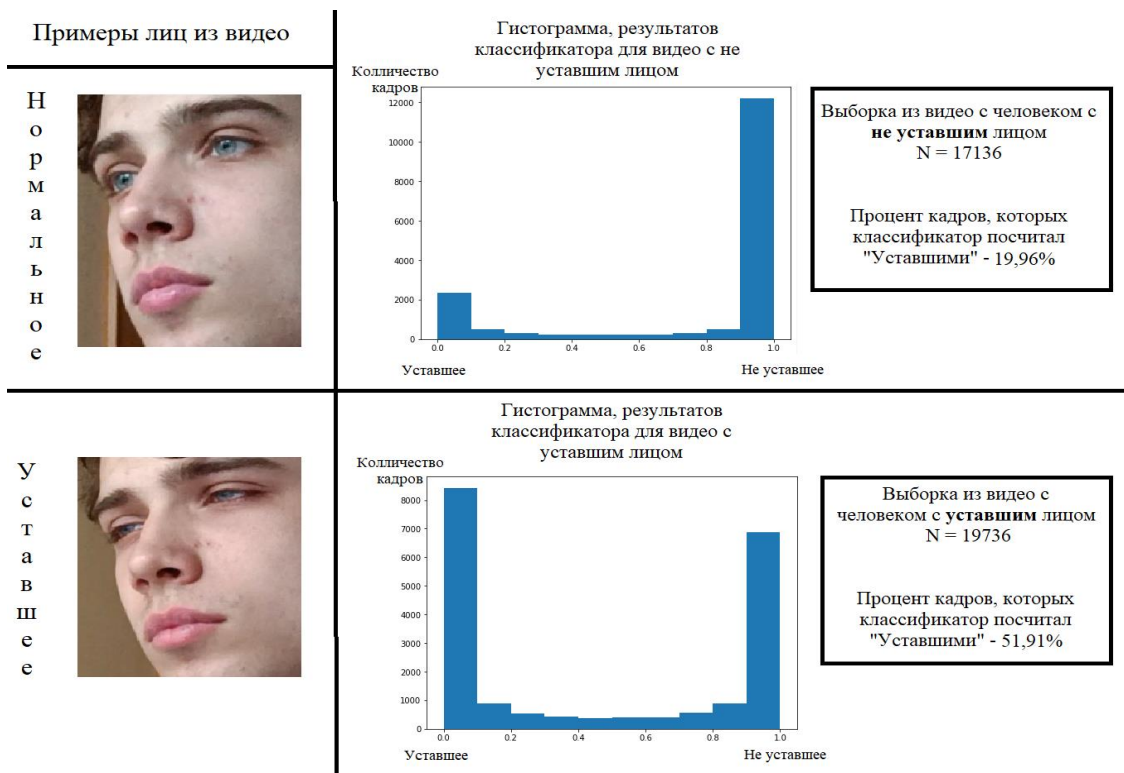 Примеры лиц из видео
Нормальное
Гистограмма, результатов
классификатора для видео с не
уставшим лицом
Колличество
кадров
12000
10000
8000
6000
4000
2000
0
0.0 0.2 0.4 0.6 0.8 1.0
Уставшее Не уставшее
Выборка из видео с человеком с
не уставшим лицом
N = 17136
Процент кадров, которых
классификатор посчитал
"Уставшими" - 19,96%
Уставшее
Гистограмма, результатов
классификатора для видео с
уставшим лицом
Колличество
кадров
8000
7000
6000
5000
4000
3000
2000
1000
0
0.0 0.2 0.4 0.6 0.8 1.0
Уставшее Не уставшее
Выборка из видео с
человеком с уставшим лицом
N = 19736
Процент кадров, которых
классификатор посчитал
"Уставшими" - 51,91%